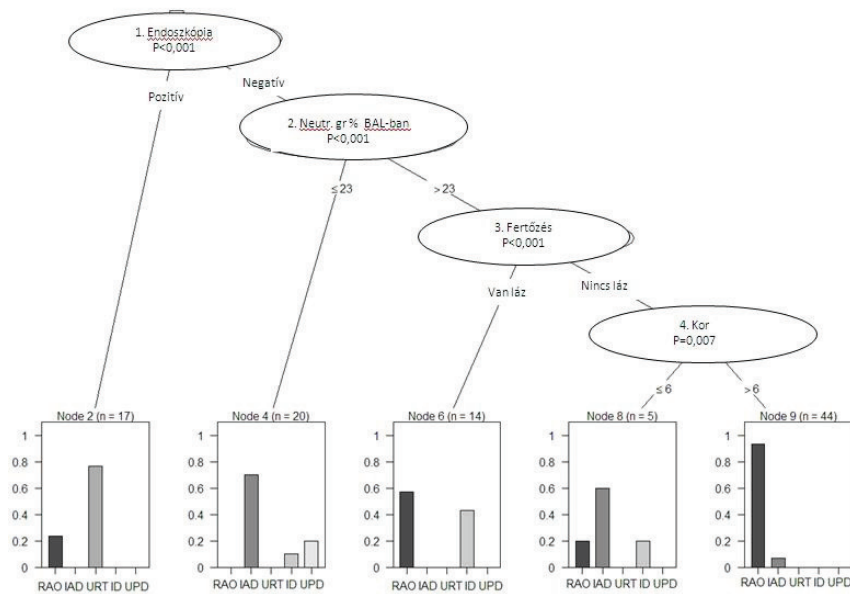 1. Endoszkópia
P<0,001
Pozitív
Negatív
2. Neutr. gr % BAL-ban
P<0,001
≤23
>23
3. Fertőzés
P<0,001
Van láz
Nincs láz
4. Kor
P=0,007
≤6
>6
Node 2 (n = 17)
1
0.8
0.6
0.4
0.2
0
RAO IAD URT ID UPD
Node 4 (n = 20)
1
0.8
0.6
0.4
0.2
0
RAO IAD URT ID UPD
Node 6 (n = 14)
1
0.8
0.6
0.4
0.2
0
RAO IAD URT ID UPD
Node 8 (n = 5)
1
0.8
0.6
0.4
0.2
0
RAO IAD URT ID UPD
Node 9 (n = 44)
1
0.8
0.6
0.4
0.2
0
RAO IAD URT ID UPD